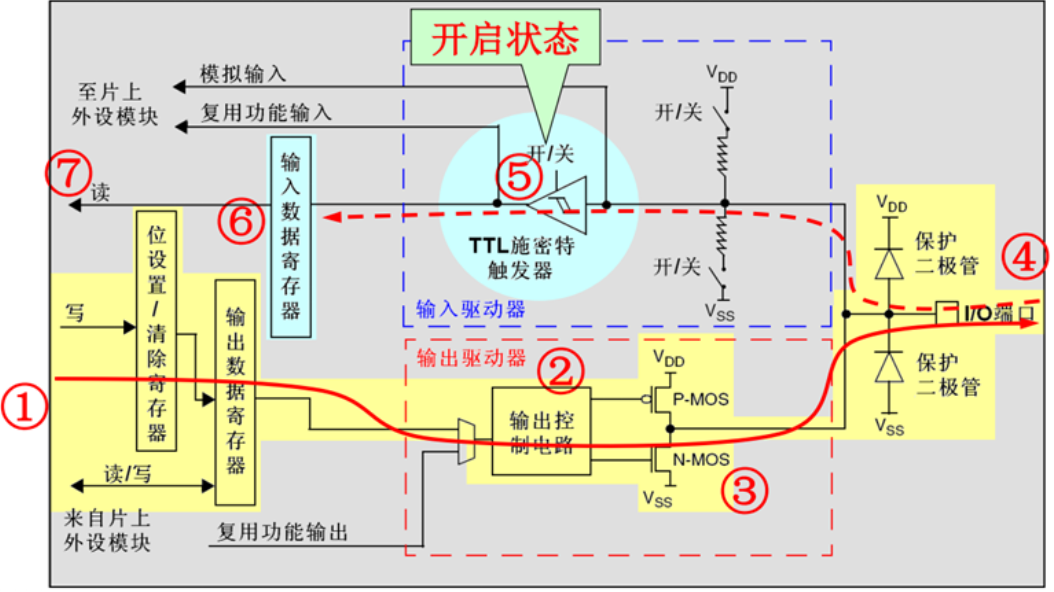 开启状态
模拟输入
至片上
外设模块
复用功能输入
开/关
VDD
开/关
⑦
读
⑥
输入数据寄存器
⑤
TTL施密特
触发器
开/关
VSS
输入驱动器
VDD
保护
二极管
④
I/O端口
保护
二极管
VSS
位设置/清除寄存器
写
输出数据寄存器
①
输出驱动器
②
输出控
制电路
VDD
P-MOS
N-MOS
③
VSS
读/写
来自片上
外设模块
复用功能输出